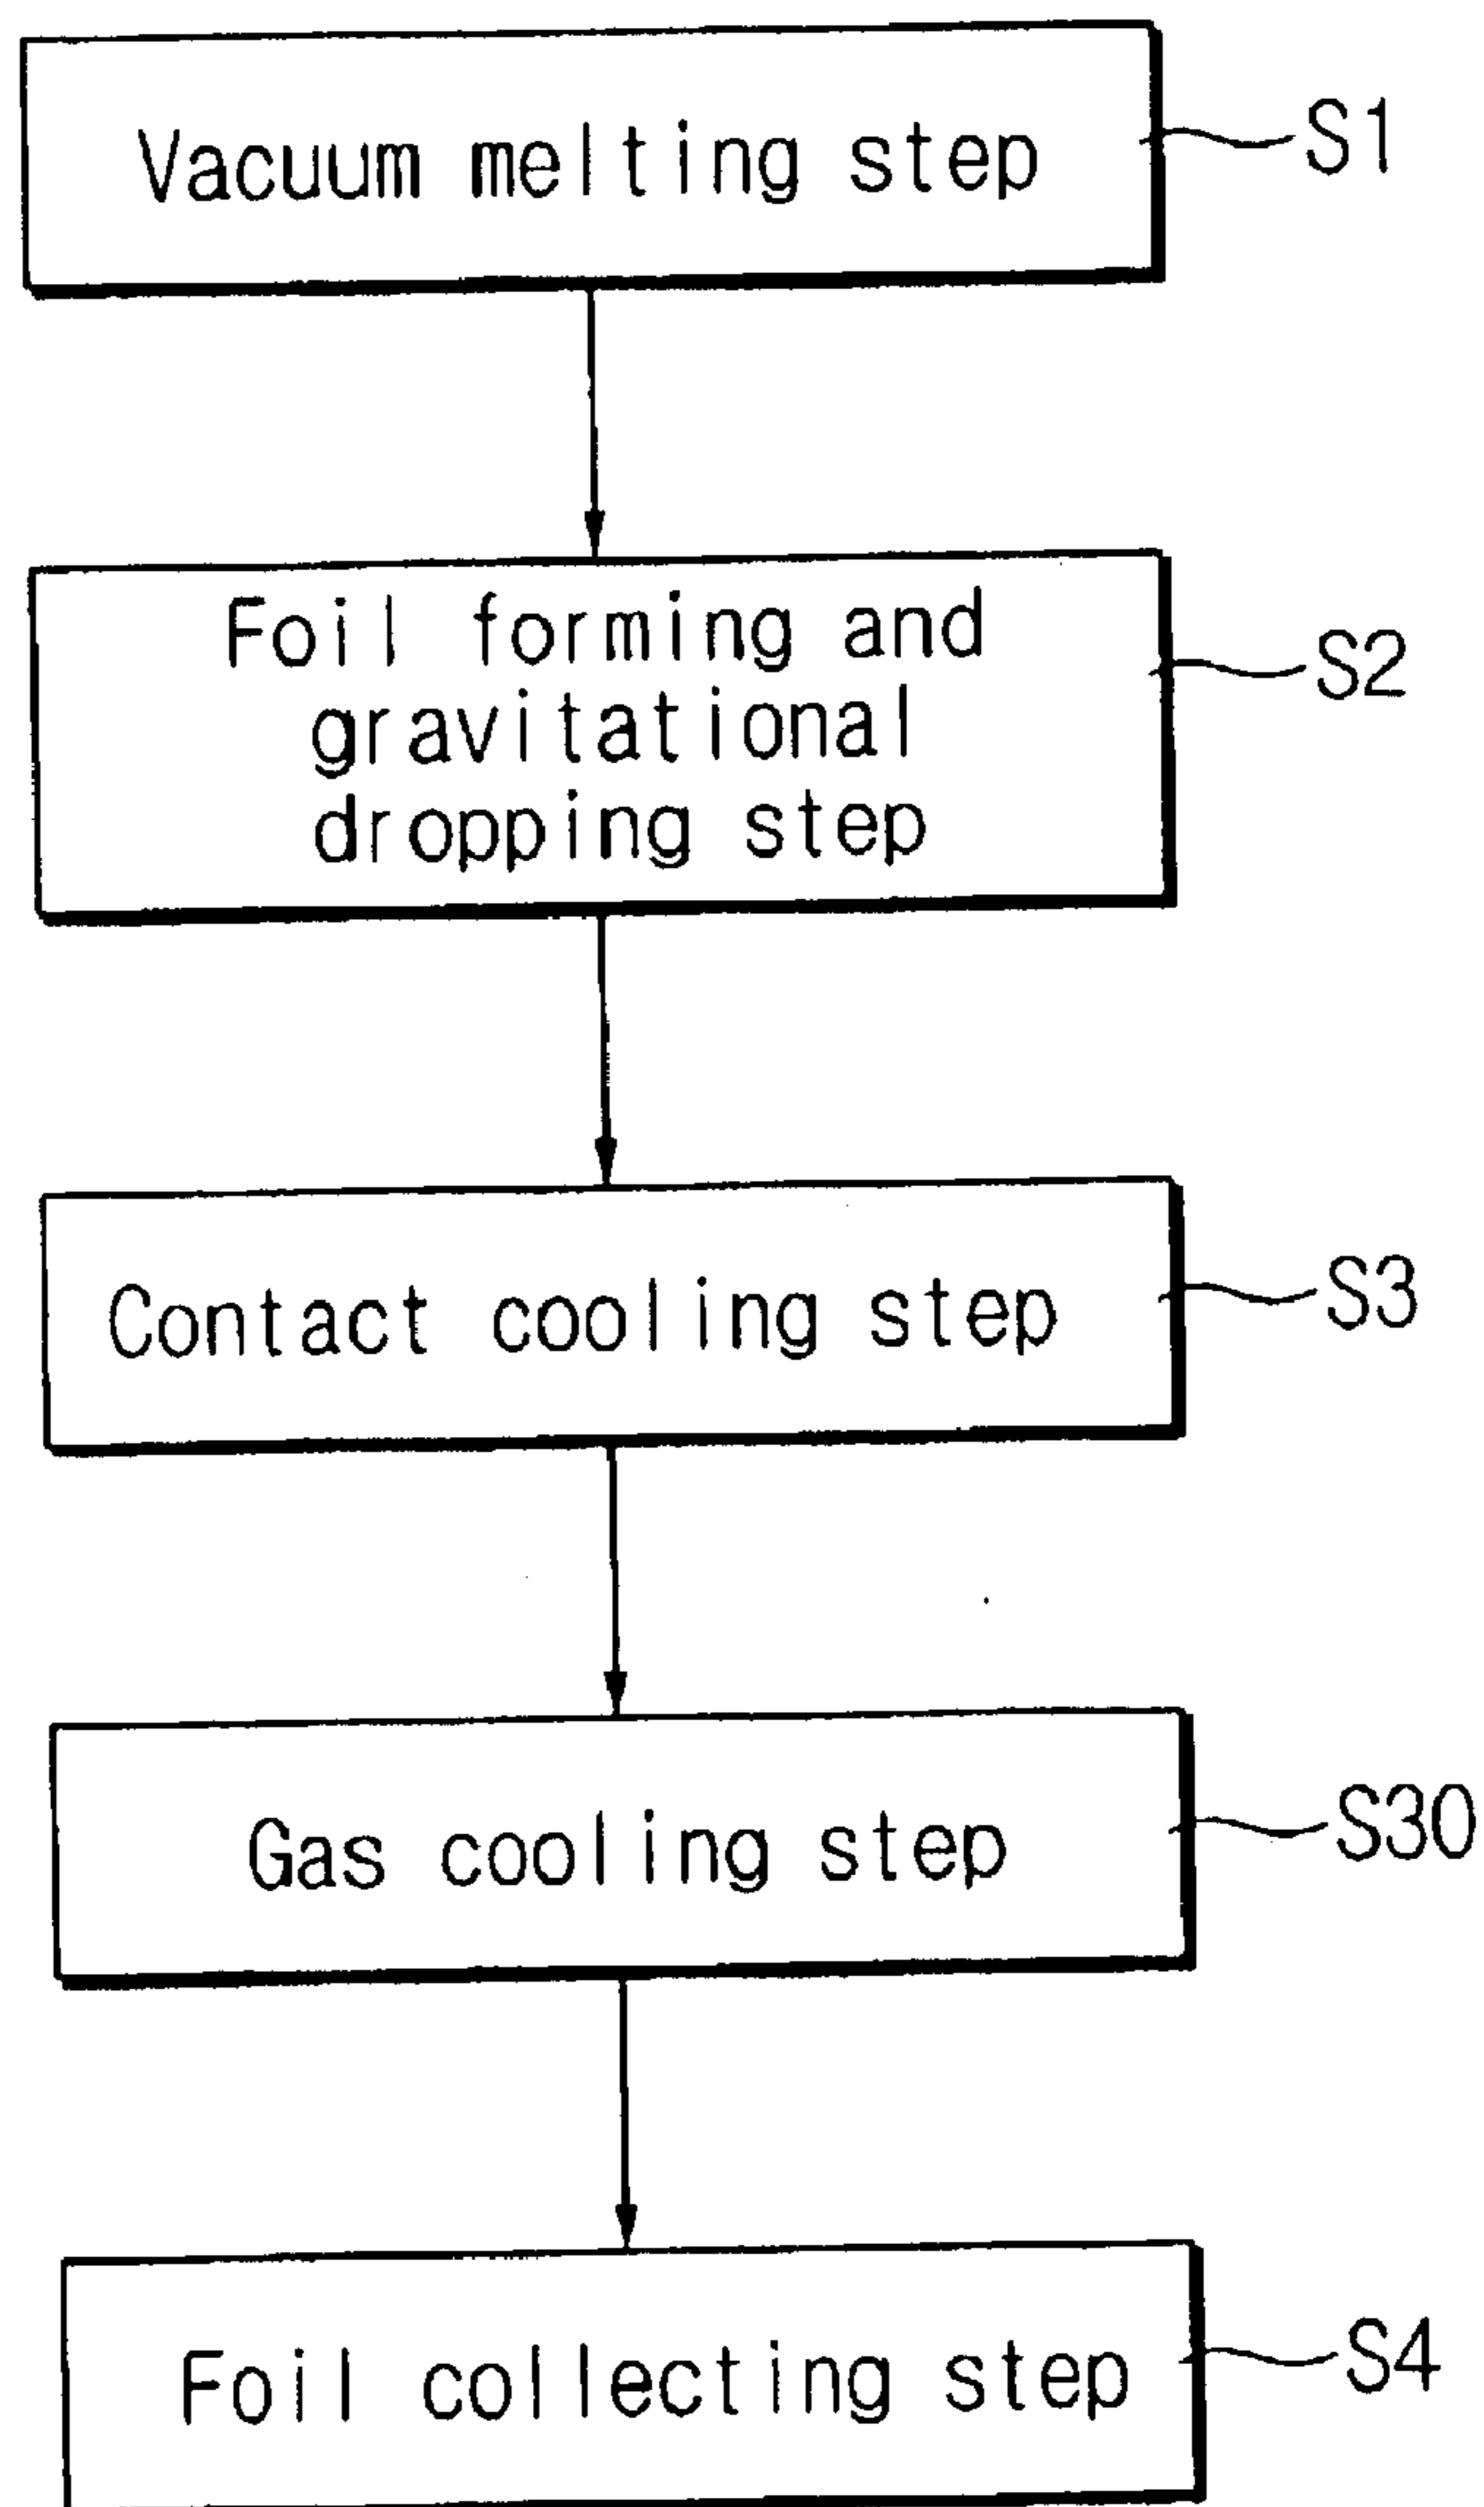 Vacuum melting step
S1
Foil forming and
gravitational
dropping step
S2
Contact cooling step
S3
Gas cooling step
S30
Foil collecting step
S4